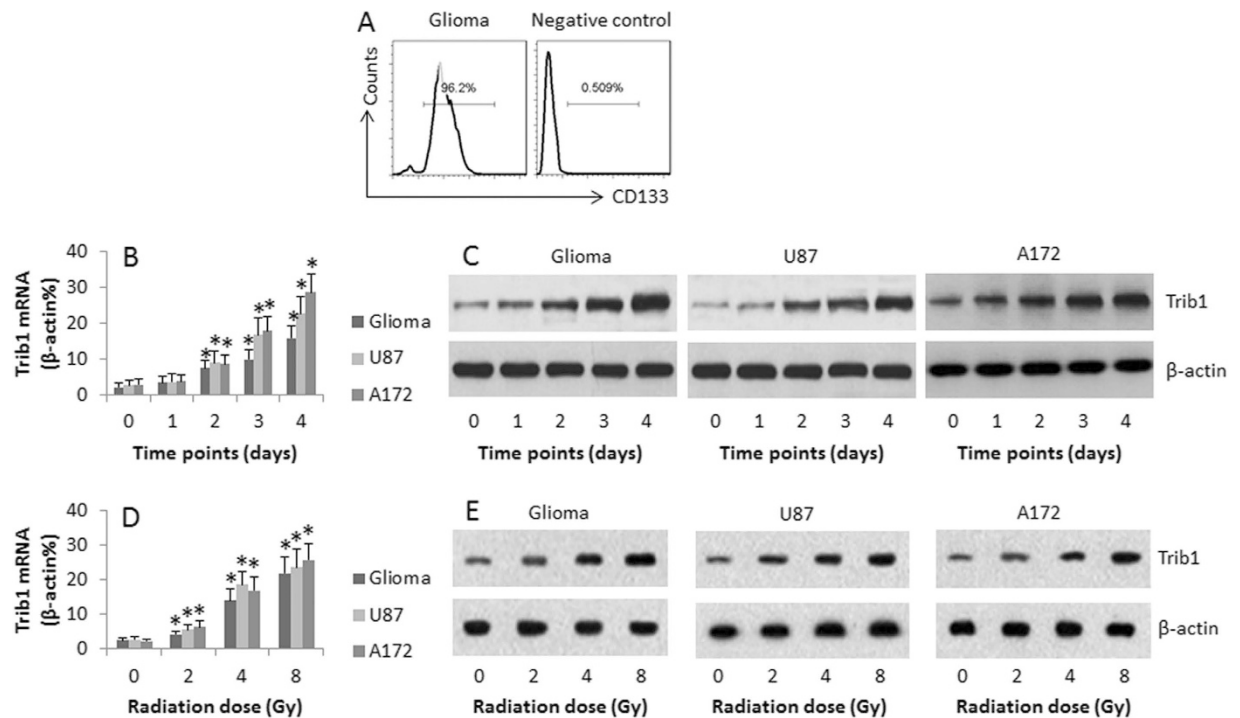 A
Glioma
Negative control
Counts
96.2%
0.509%
CD133
B
Trib1 mRNA
(β-actin%)
40
30
20
10
0
* * * * * * * * *
0 1 2 3 4
Time points (days)
Glioma
U87
A172
C
Glioma
U87
A172
Trib1
β-actin
0 1 2 3 4
0 1 2 3 4
0 1 2 3 4
Time points (days)
Time points (days)
Time points (days)
D
Trib1 mRNA
(β-actin%)
40
30
20
10
0
* * * * * * * * *
0 2 4 8
Radiation dose (Gy)
Glioma
U87
A172
E
Glioma
U87
A172
Trib1
β-actin
0 2 4 8
0 2 4 8
0 2 4 8
Radiation dose (Gy)
Radiation dose (Gy)
Radiation dose (Gy)